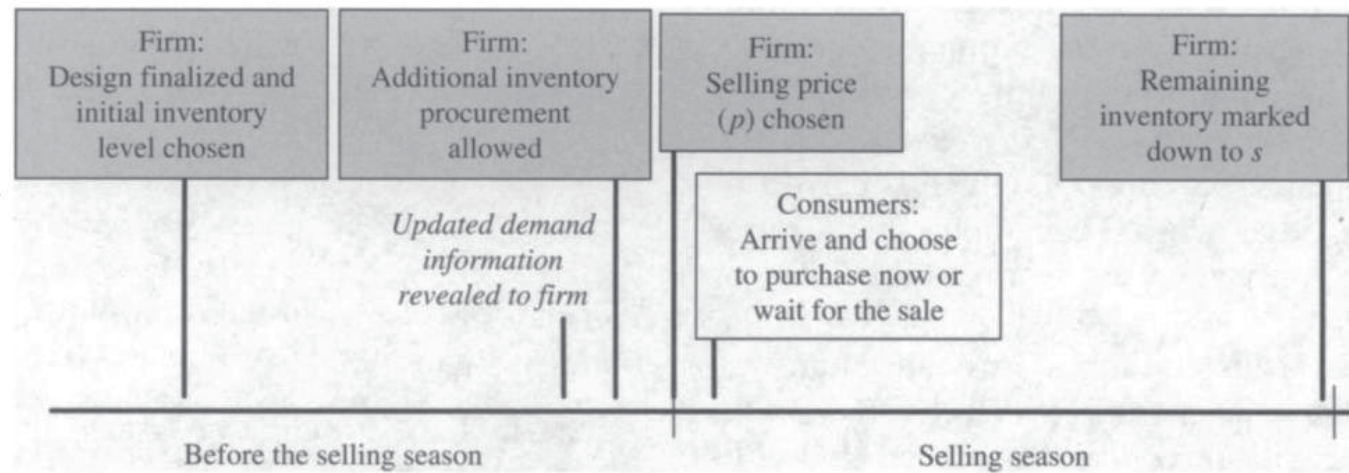 Firm:
Design finalized and
initial inventory
level chosen
Firm:
Additional inventory
procurement
allowed
Firm:
Selling price
(p) chosen
Firm:
Remaining
inventory marked
down to s
Updated demand
information
revealed to firm
Consumers:
Arrive and choose
to purchase now or
wait for the sale
Before the selling season
Selling season